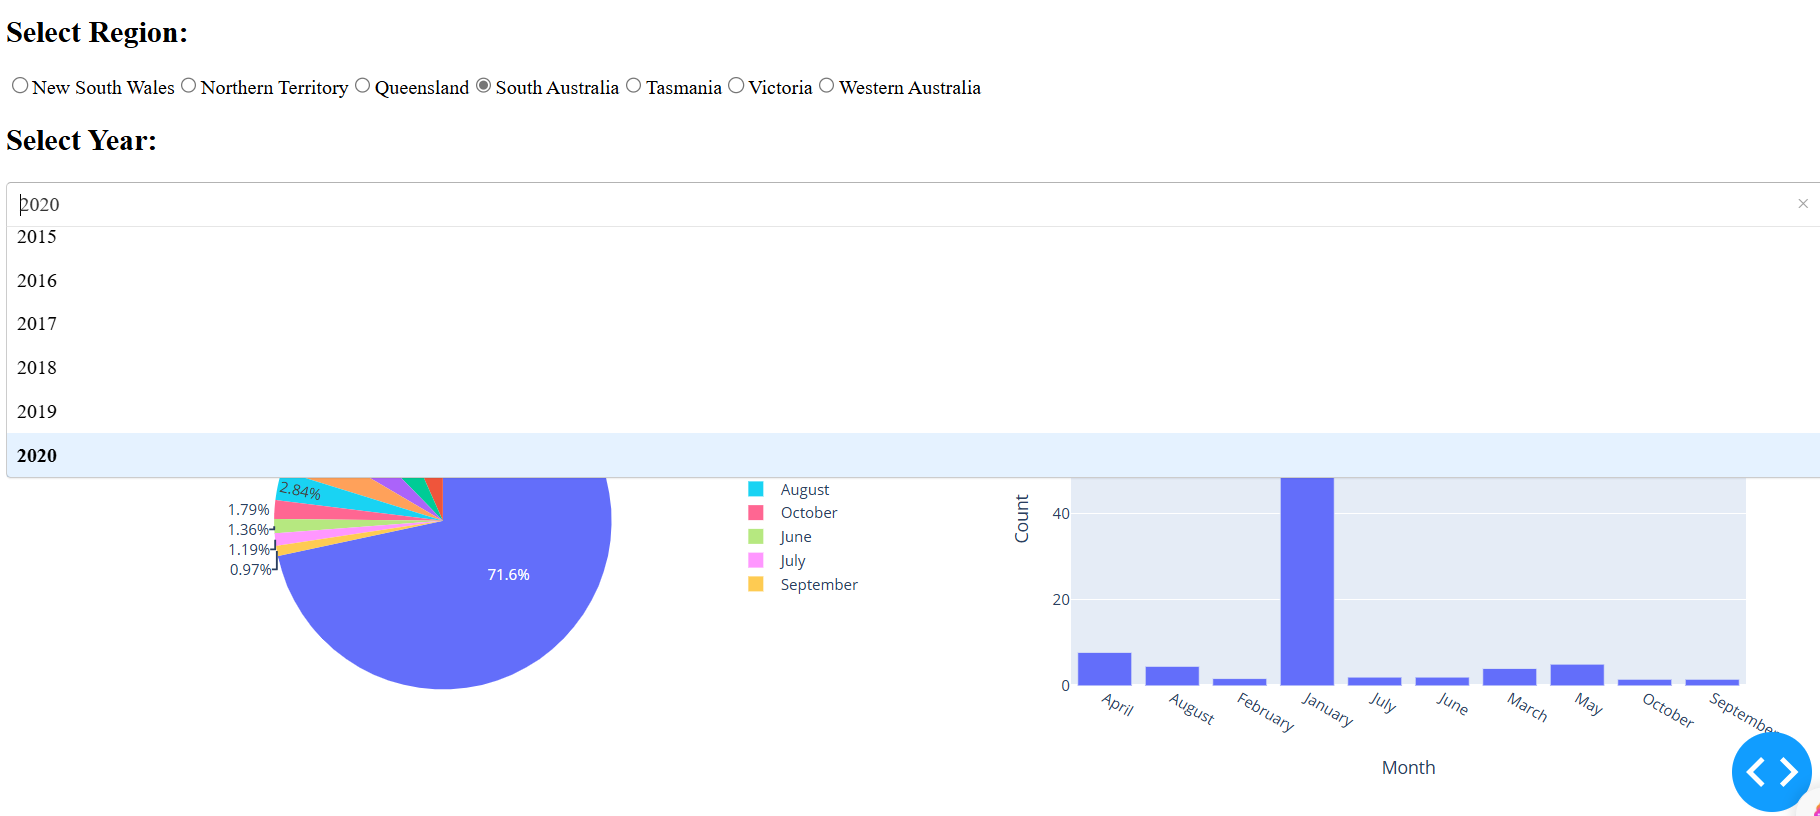 Select Region:
New South Wales Northern Territory Queensland South Australia Tasmania Victoria Western Australia
Select Year:
2020 ×
2015
2016
2017
2018
2019
2020
2.84%
1.79%
1.36%
1.19%
0.97%
71.6%
August
October
June
July
September
Count
40
20
0
April August February January July June March May October September
Month